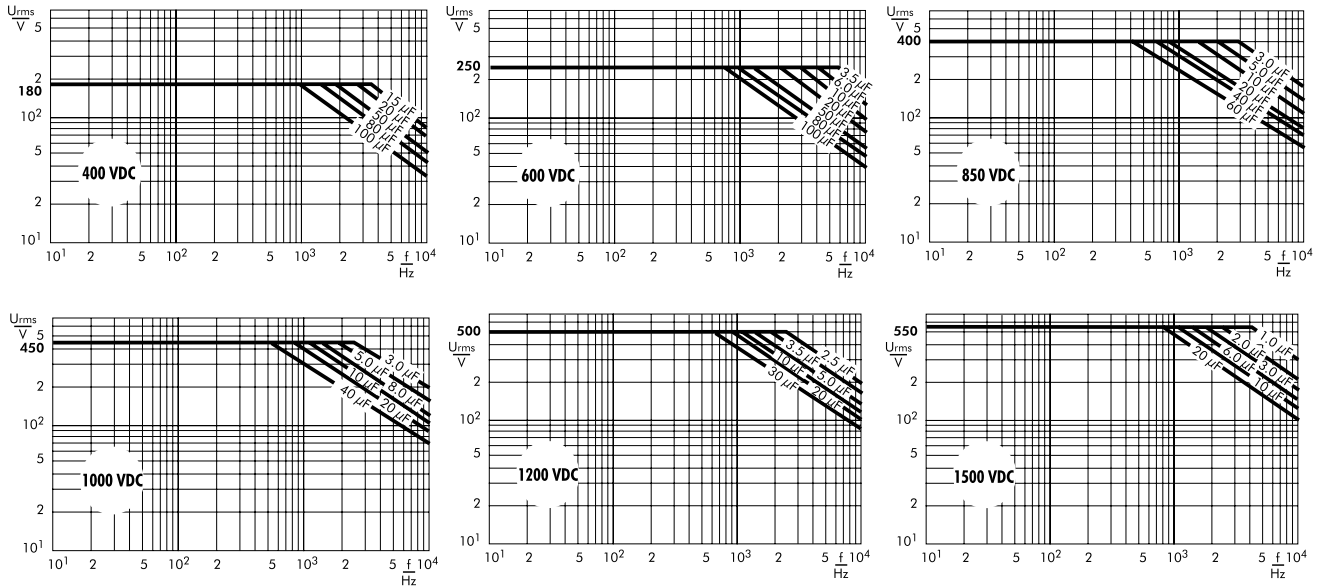 Urms
V
5
2
180
10²
5
2
10¹
400 VDC
15 µF
20 µF
50 µF
80 µF
100 µF
10¹ 2 5 10² 2 5 10³ 2 5 f/Hz 10⁴
Urms
V
5
250
2
10²
5
2
10¹
600 VDC
3.5 µF
6.0 µF
10 µF
20 µF
50 µF
80 µF
100 µF
10¹ 2 5 10² 2 5 10³ 2 5 f/Hz 10⁴
Urms
V
400
2
10²
5
2
10¹
850 VDC
3.0 µF
5.0 µF
10 µF
20 µF
40 µF
60 µF
10¹ 2 5 10² 2 5 10³ 2 5 f/Hz 10⁴
Urms
V
5
450
2
10²
5
2
10¹
1000 VDC
3.0 µF
5.0 µF
8.0 µF
10 µF
20 µF
40 µF
10¹ 2 5 10² 2 5 10³ 2 5 f/Hz 10⁴
500
Urms
V
2
10²
5
2
10¹
1200 VDC
2.5 µF
3.5 µF
5.0 µF
10 µF
20 µF
30 µF
10¹ 2 5 10² 2 5 10³ 2 5 f/Hz 10⁴
550
Urms
V
2
10²
5
2
10¹
1500 VDC
1.0 µF
2.0 µF
3.0 µF
6.0 µF
10 µF
20 µF
10¹ 2 5 10² 2 5 10³ 2 5 f/Hz 10⁴